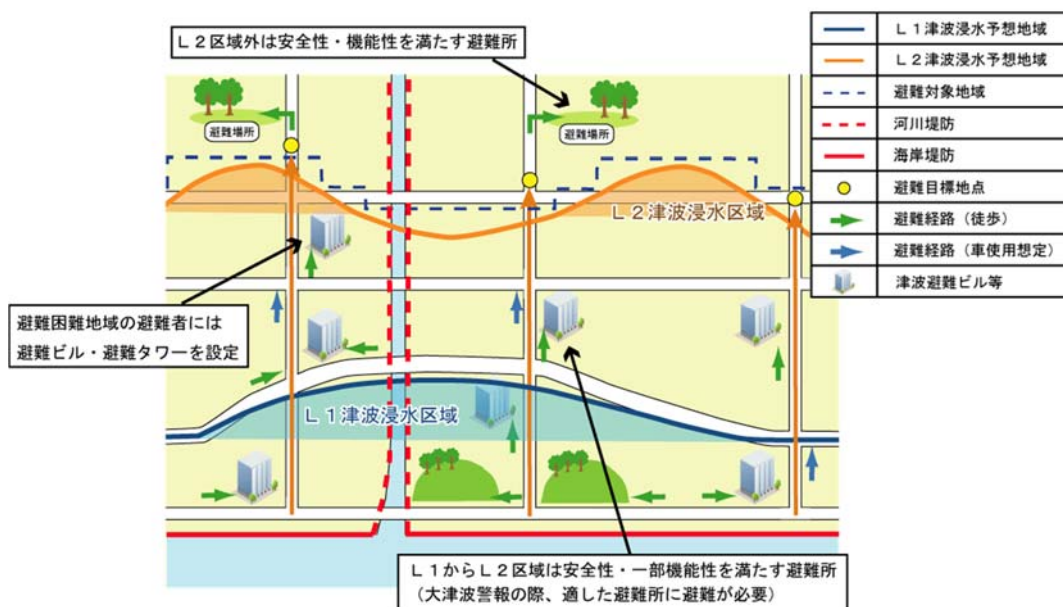 L2区域外は安全性・機能性を満たす避難所
L1津波浸水予想地域
L2津波浸水予想地域
避難対象地域
河川堤防
海岸堤防
避難目標地点
避難経路（徒歩）
避難経路（車使用想定）
津波避難ビル等
避難場所
避難場所
L2津波浸水区域
避難困難地域の避難者には
避難ビル・避難タワーを設定
L1津波浸水区域
L1からL2区域は安全性・一部機能性を満たす避難所
（大津波警報の際、適した避難所に避難が必要）